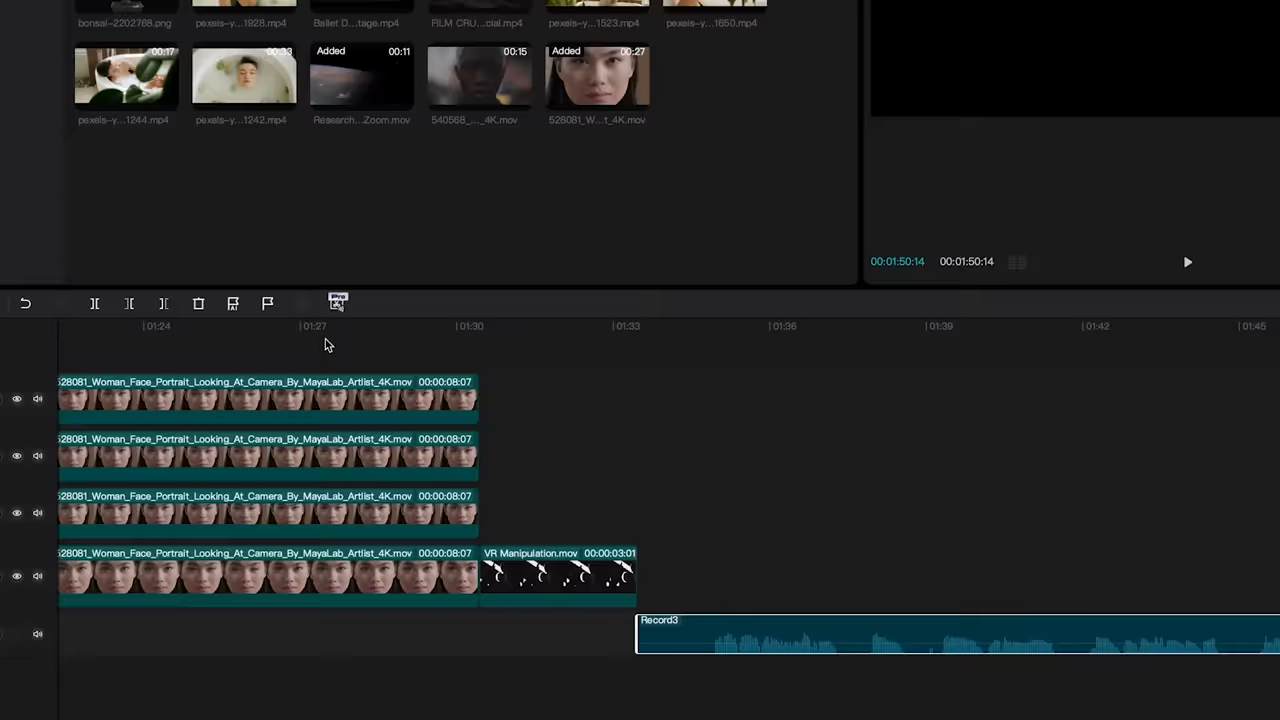 bonsai-2202768.png pexels-y...1928.mp4 Ballet D...tage.mp4 FILM CRU...cial.mp4 pexels-y...1523.mp4 pexels-y...1650.mp4
00:17 00:33 Added 00:11 00:15 Added 00:27
pexels-y...1244.mp4 pexels-y...1242.mp4 Research...Zoom.mov 540568_..._4K.mov 528081_W...t_4K.mov
00:01:50:14 00:01:50:14
Pro
01:24 01:27 01:30 01:33 01:36 01:39 01:42 01:45
528081_Woman_Face_Portrait_Looking_At_Camera_By_MayaLab_Artlist_4K.mov 00:00:08:07
528081_Woman_Face_Portrait_Looking_At_Camera_By_MayaLab_Artlist_4K.mov 00:00:08:07
528081_Woman_Face_Portrait_Looking_At_Camera_By_MayaLab_Artlist_4K.mov 00:00:08:07
528081_Woman_Face_Portrait_Looking_At_Camera_By_MayaLab_Artlist_4K.mov 00:00:08:07 VR Manipulation.mov 00:00:03:01
Record3